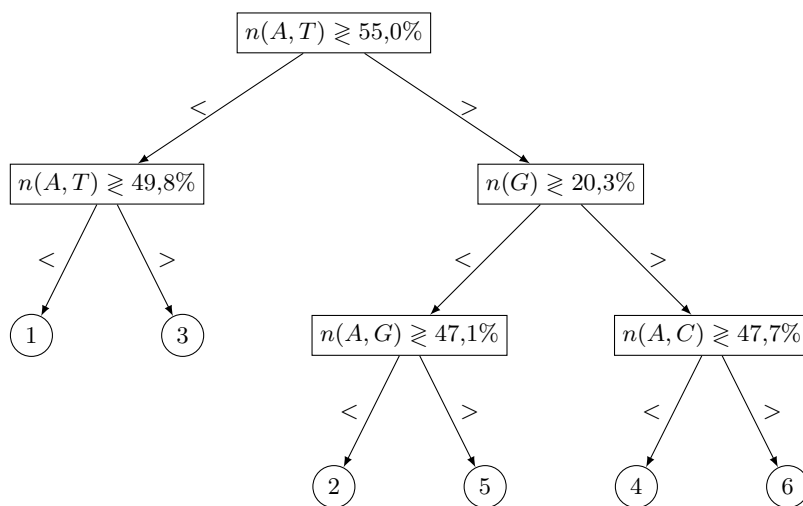 n(A, T) ≷ 55,0%
< >
n(A, T) ≷ 49,8% n(G) ≷ 20,3%
< > < >
1 3 n(A, G) ≷ 47,1% n(A, C) ≷ 47,7%
< > < >
2 5 4 6